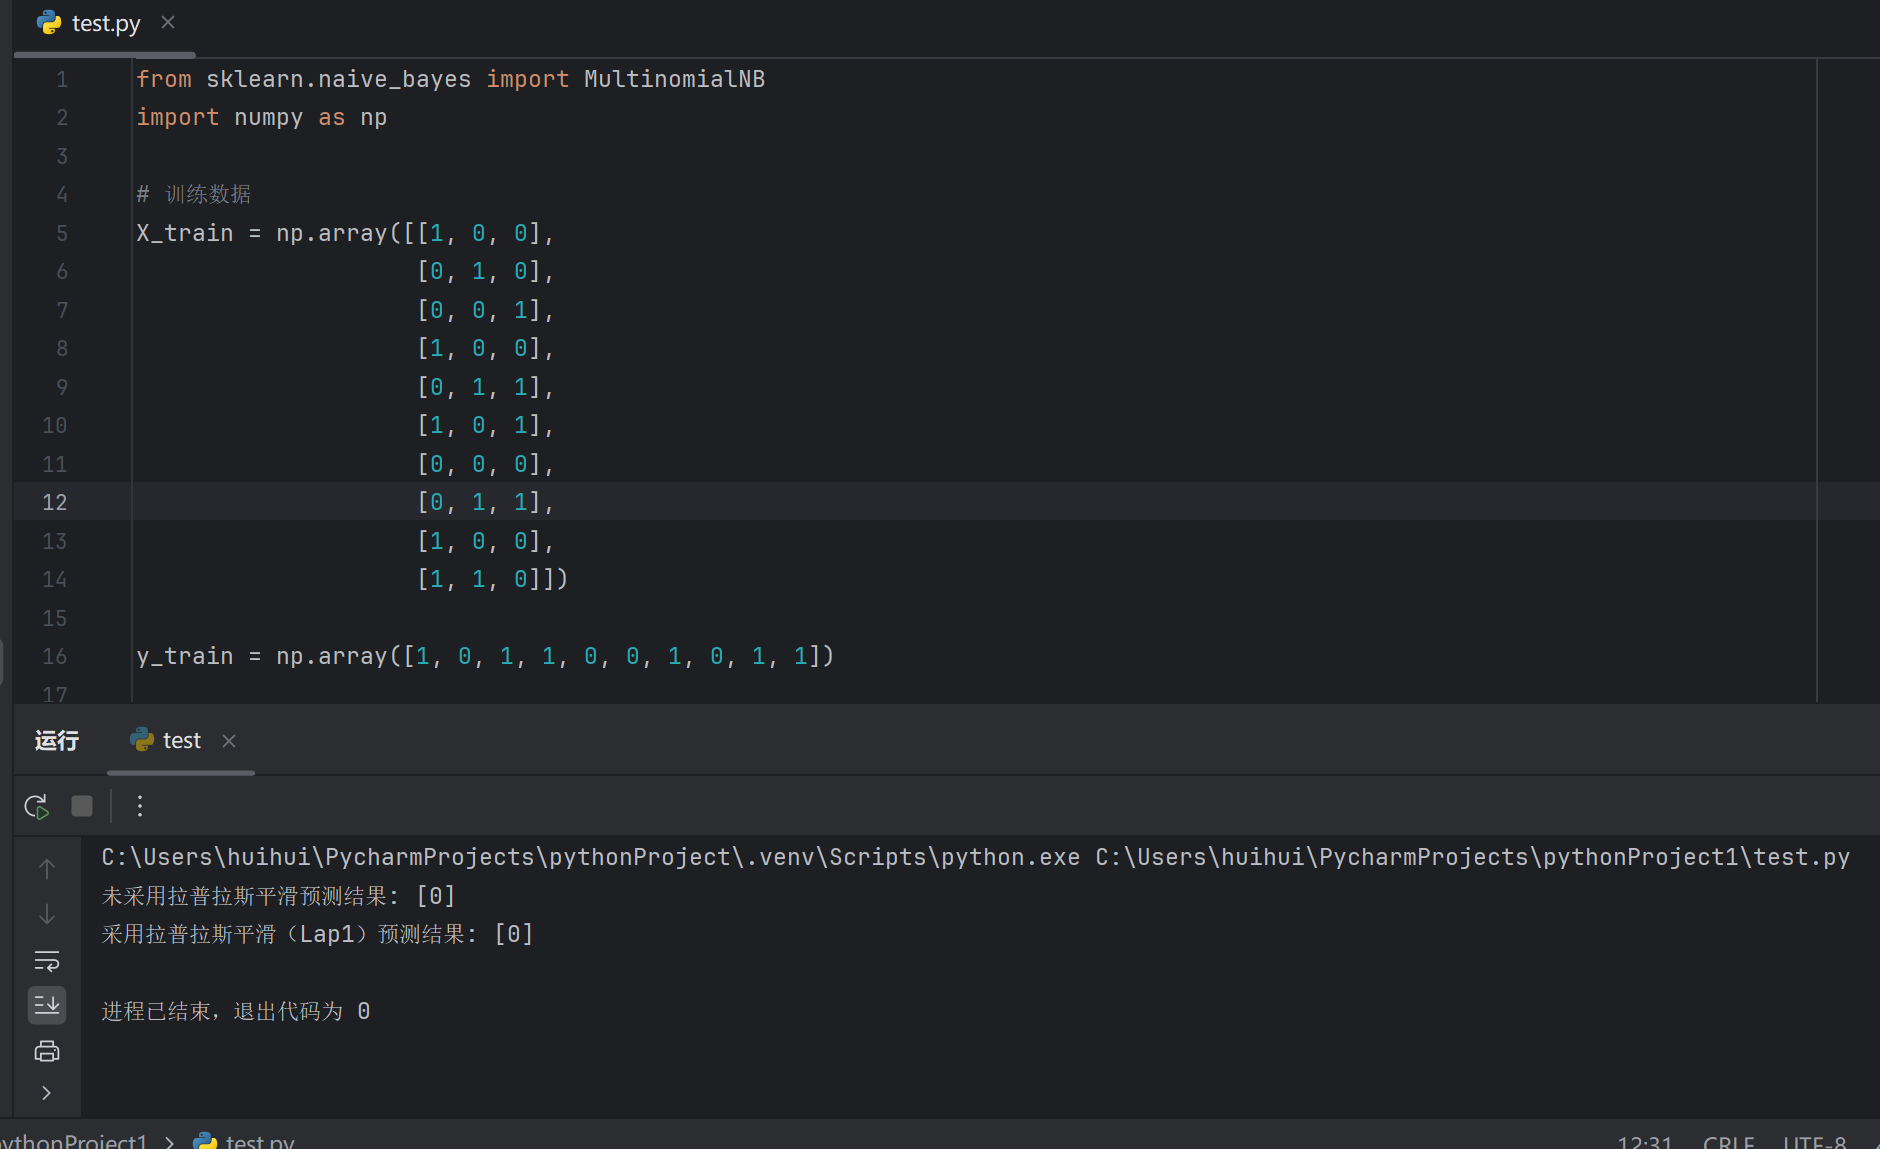 test.py
1 from sklearn.naive_bayes import MultinomialNB
2 import numpy as np
3
4 # 训练数据
5 X_train = np.array([[1, 0, 0],
6 [0, 1, 0],
7 [0, 0, 1],
8 [1, 0, 0],
9 [0, 1, 1],
10 [1, 0, 1],
11 [0, 0, 0],
12 [0, 1, 1],
13 [1, 0, 0],
14 [1, 1, 0]])
15
16 y_train = np.array([1, 0, 1, 1, 0, 0, 1, 0, 1, 1])
17
运行 test
C:\Users\huihui\PycharmProjects\pythonProject\.venv\Scripts\python.exe C:\Users\huihui\PycharmProjects\pythonProject1\test.py
未采用拉普拉斯平滑预测结果: [0]
采用拉普拉斯平滑（Lap1）预测结果: [0]
进程已结束，退出代码为 0
ythonProject1 > test.py 12:31 CRLF UTF-8